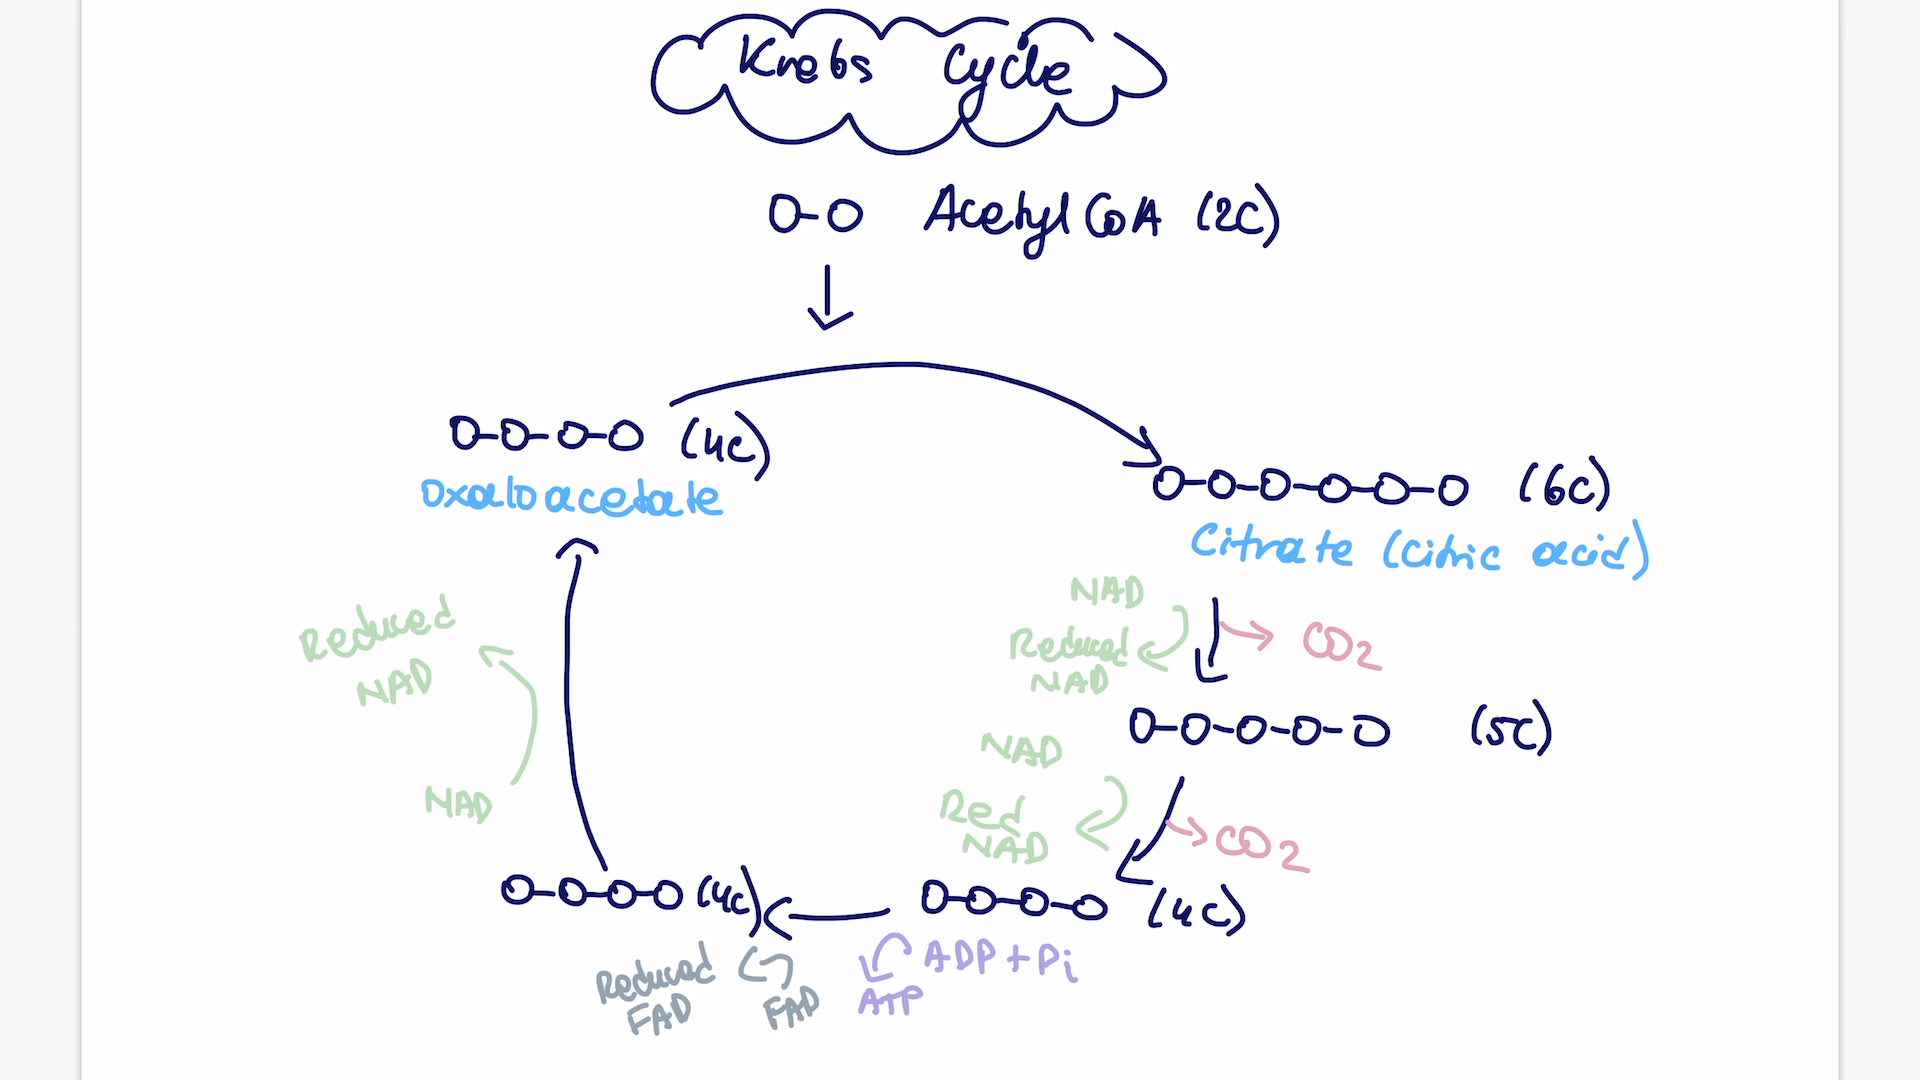 Krebs Cycle
Acetyl CoA (2C)
(4C)
Oxaloacetate
(6C)
Citrate (citric acid)
NAD
Reduced
NAD
CO2
(5C)
NAD
Red
NAD
CO2
(4C)
ADP + Pi
ATP
(4C)
FAD
Reduced
FAD
NAD
Reduced
NAD